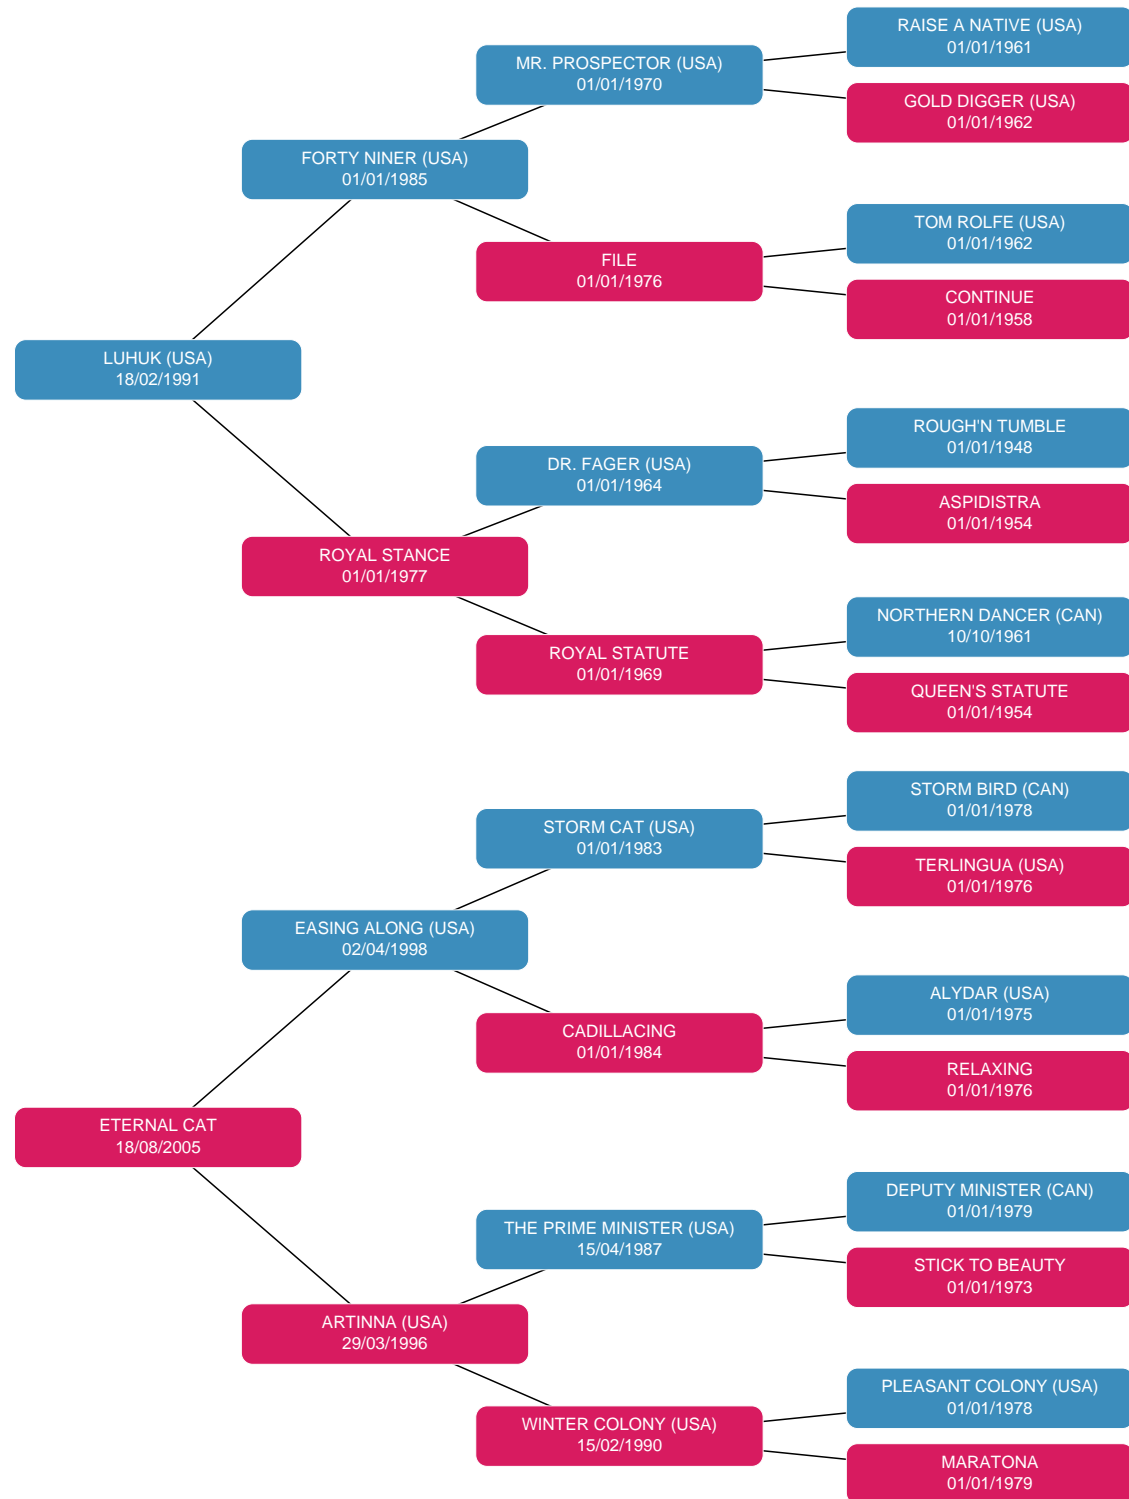 RAISE A NATIVE (USA)
01/01/1961
MR. PROSPECTOR (USA)
01/01/1970
GOLD DIGGER (USA)
01/01/1962
FORTY NINER (USA)
01/01/1985
TOM ROLFE (USA)
01/01/1962
FILE
01/01/1976
CONTINUE
01/01/1958
LUHUK (USA)
18/02/1991
ROUGH'N TUMBLE
01/01/1948
DR. FAGER (USA)
01/01/1964
ASPIDISTRA
01/01/1954
ROYAL STANCE
01/01/1977
NORTHERN DANCER (CAN)
10/10/1961
ROYAL STATUTE
01/01/1969
QUEEN'S STATUTE
01/01/1954
STORM BIRD (CAN)
01/01/1978
STORM CAT (USA)
01/01/1983
TERLINGUA (USA)
01/01/1976
EASING ALONG (USA)
02/04/1998
ALYDAR (USA)
01/01/1975
CADILLACING
01/01/1984
RELAXING
01/01/1976
ETERNAL CAT
18/08/2005
DEPUTY MINISTER (CAN)
01/01/1979
THE PRIME MINISTER (USA)
15/04/1987
STICK TO BEAUTY
01/01/1973
ARTINNA (USA)
29/03/1996
PLEASANT COLONY (USA)
01/01/1978
WINTER COLONY (USA)
15/02/1990
MARATONA
01/01/1979